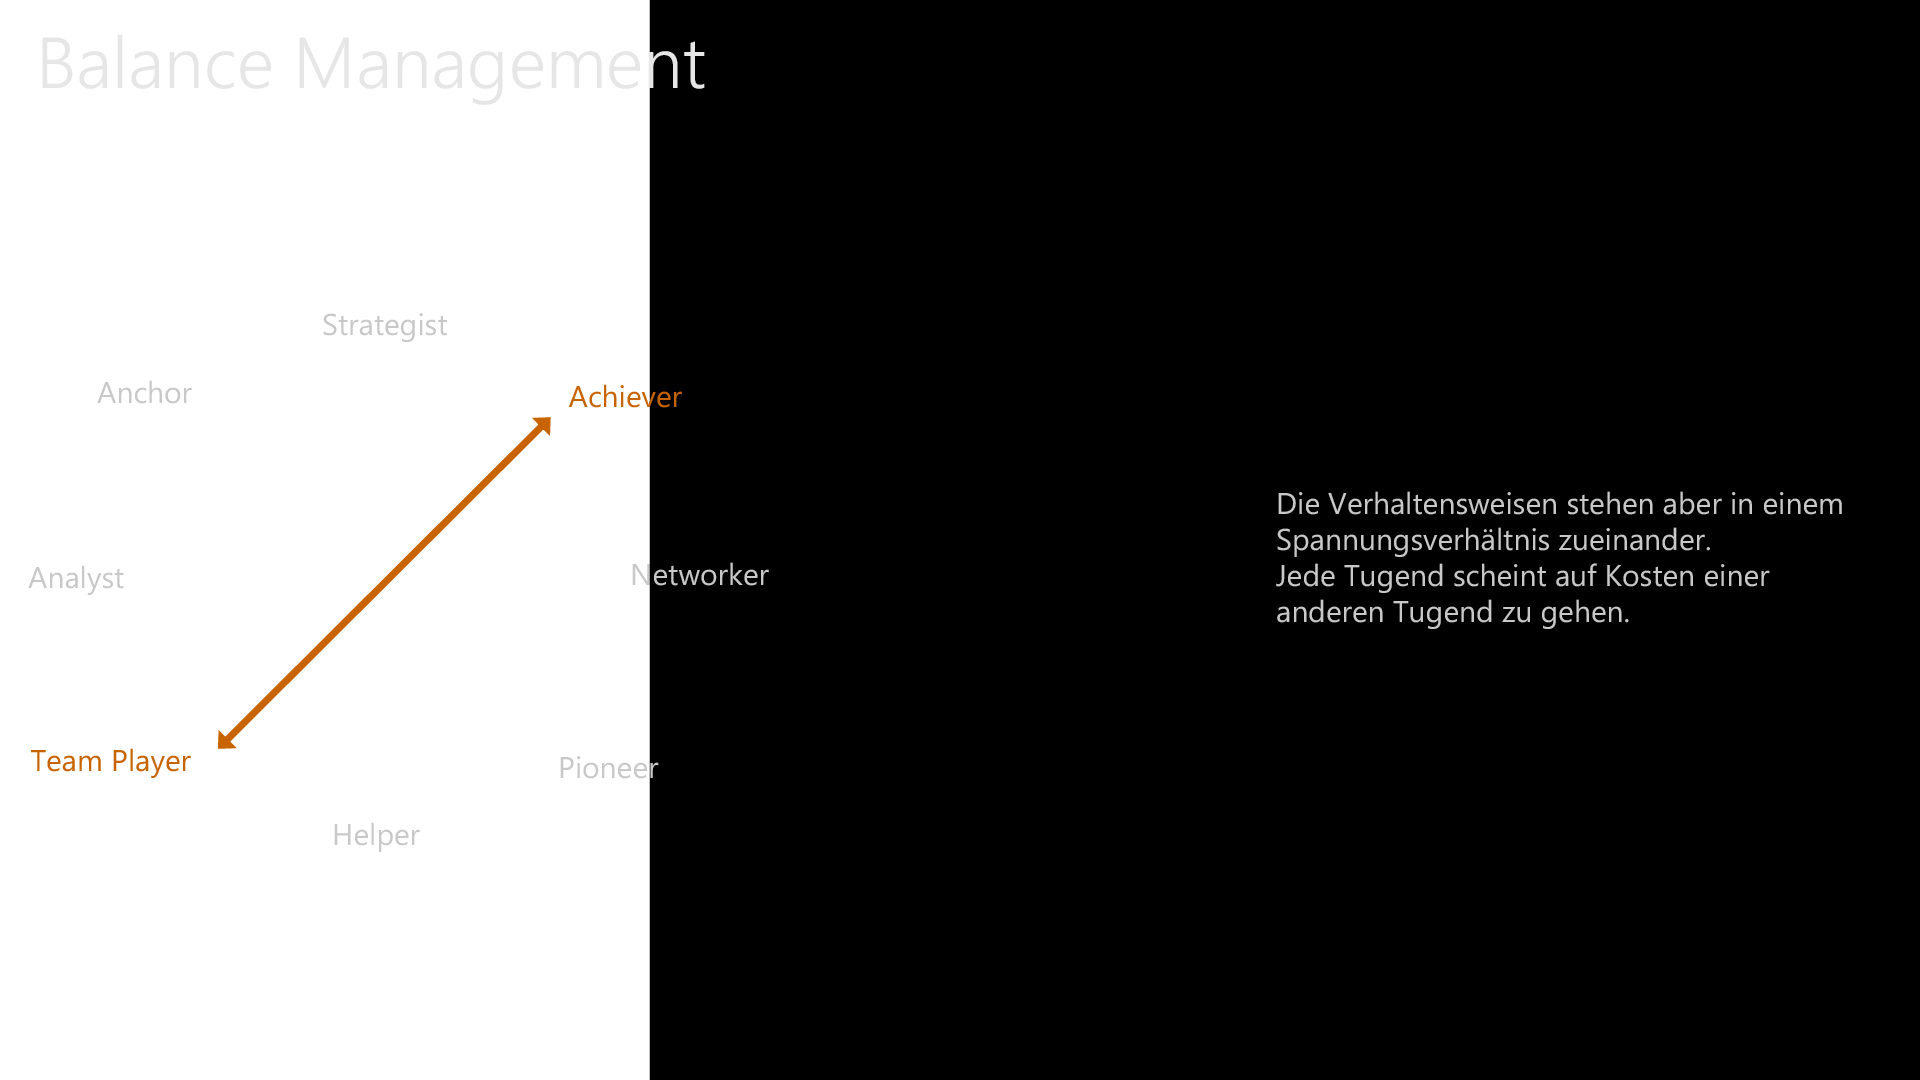 Balance Management
Strategist
Anchor
Achiever
Die Verhaltensweisen stehen aber in einem
Spannungsverhältnis zueinander.
Jede Tugend scheint auf Kosten einer
anderen Tugend zu gehen.
Analyst
Networker
Team Player
Pioneer
Helper